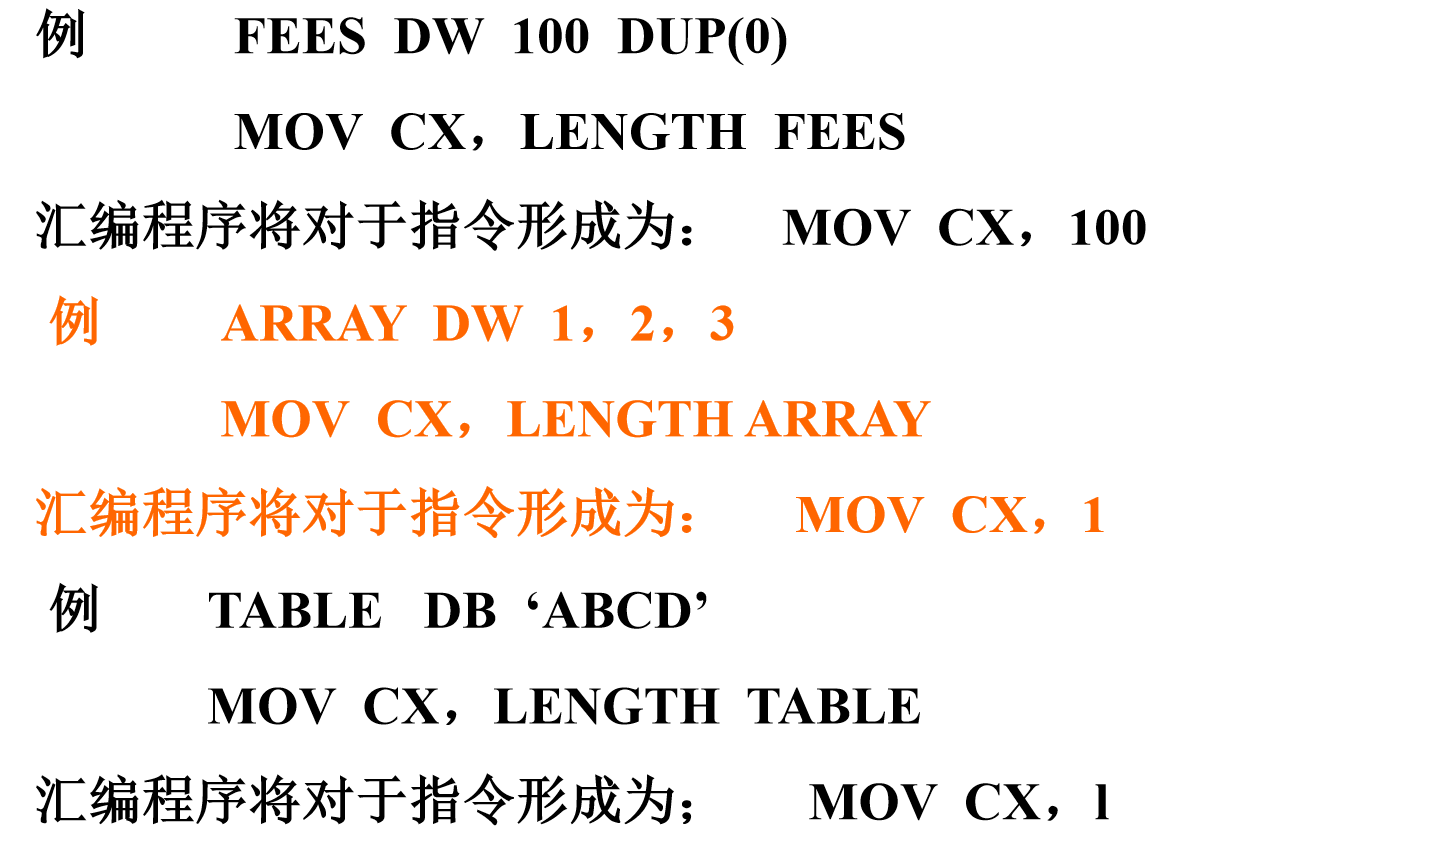 例 FEES DW 100 DUP(0)
MOV CX，LENGTH FEES
汇编程序将对于指令形成为： MOV CX，100
例 ARRAY DW 1，2，3
MOV CX，LENGTH ARRAY
汇编程序将对于指令形成为： MOV CX，1
例 TABLE DB ‘ABCD’
MOV CX，LENGTH TABLE
汇编程序将对于指令形成为； MOV CX，l